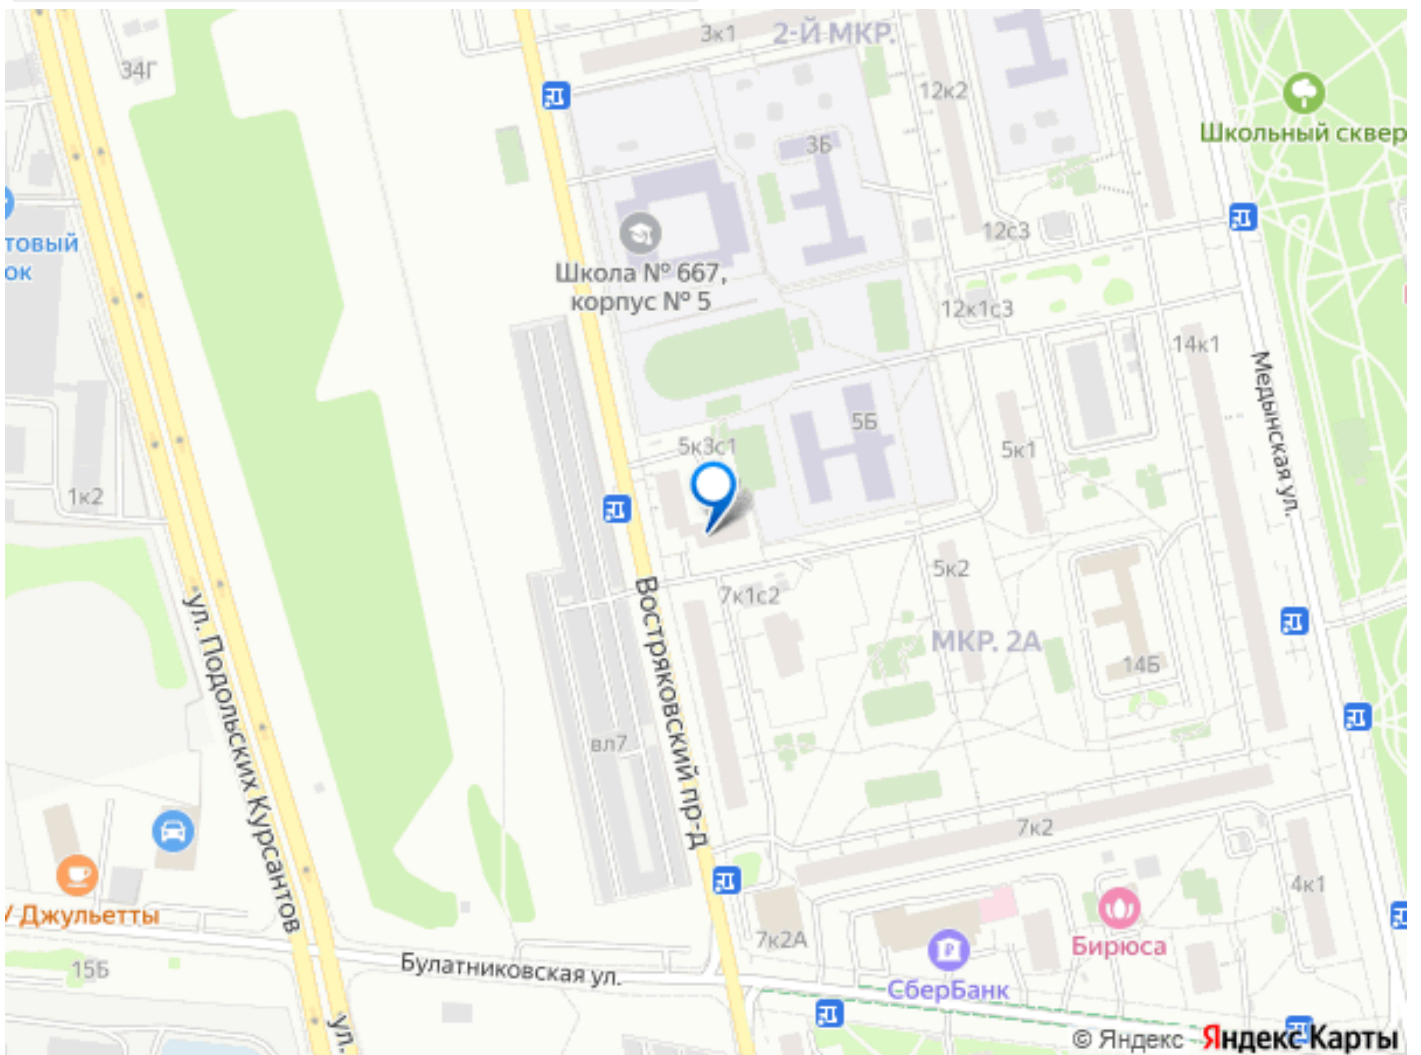 3к1
2-Й МКР.
34Г
12к2
Школьный сквер
3Б
товый
ок
12с3
Школа № 667,
корпус № 5
12к1с3
14к1
Медынская ул.
5Б
5к3с1
5к1
1к2
5к2
7к1с2
Востряковский пр-д
ул. Подольских Курсантов
МКР. 2А
14Б
вл7
7к2
4к1
У Джульетты
7к2А
Бирюса
15Б
Булатниковская ул.
СберБанк
ул.
© Яндекс Яндекс Карты